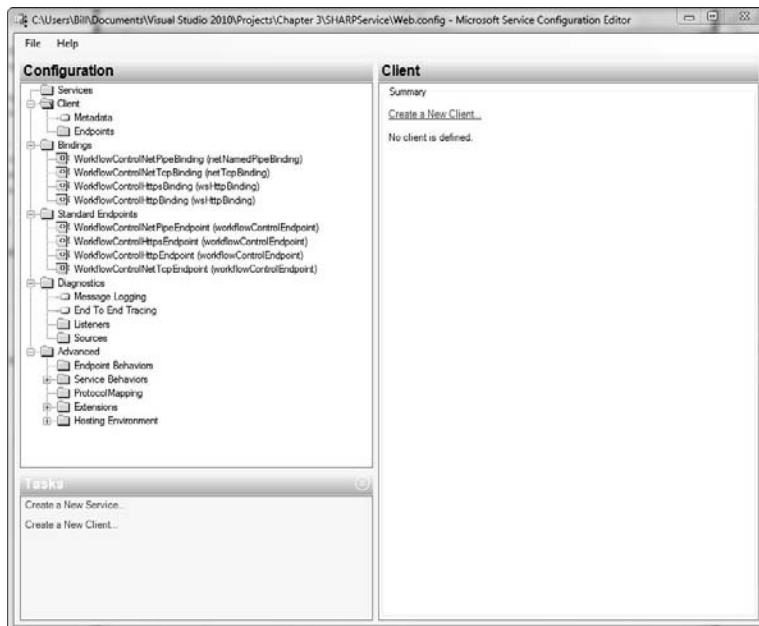 C:\Users\Bill\Documents\Visual Studio 2010\Projects\Chapter 3\SHARPService\Web.config - Microsoft Service Configuration Editor
File Help
Configuration
Services
Client
Metadata
Endpoints
Bindings
WorkflowControlNetPipeBinding (netNamedPipeBinding)
WorkflowControlNetTcpBinding (netTcpBinding)
WorkflowControlHttpsBinding (wsHttpBinding)
WorkflowControlHttpBinding (wsHttpBinding)
Standard Endpoints
WorkflowControlNetPipeEndpoint (workflowControlEndpoint)
WorkflowControlHttpsEndpoint (workflowControlEndpoint)
WorkflowControlHttpEndpoint (workflowControlEndpoint)
WorkflowControlNetTcpEndpoint (workflowControlEndpoint)
Diagnostics
Message Logging
End To End Tracing
Listeners
Sources
Advanced
Endpoint Behaviors
Service Behaviors
ProtocolMapping
Extensions
Hosting Environment
Tasks
Create a New Service...
Create a New Client...
Client
Summary
Create a New Client...
No client is defined.